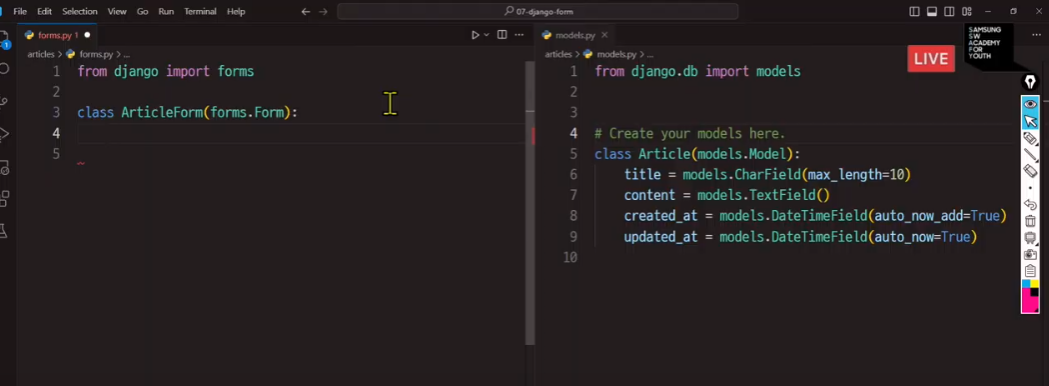 File Edit Selection View Go Run Terminal Help
07-django-form
forms.py 1
articles > forms.py > ...
1 from django import forms
2
3 class ArticleForm(forms.Form):
4
5
models.py
articles > models.py > ...
1 from django.db import models
2
3
4 # Create your models here.
5 class Article(models.Model):
6 title = models.CharField(max_length=10)
7 content = models.TextField()
8 created_at = models.DateTimeField(auto_now_add=True)
9 updated_at = models.DateTimeField(auto_now=True)
10
LIVE
SAMSUNG
SW
ACADEMY
FOR
YOUTH
1